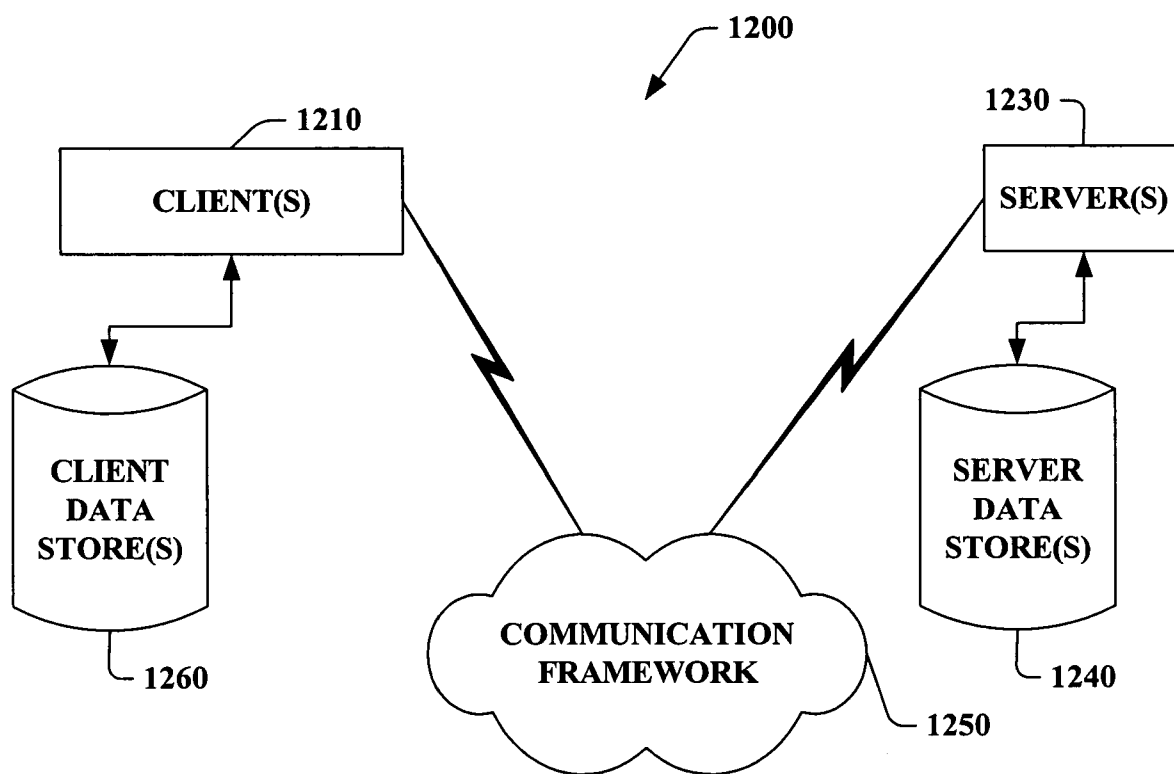 1200
1210
1230
CLIENT(S)
SERVER(S)
CLIENT
DATA
STORE(S)
SERVER
DATA
STORE(S)
COMMUNICATION
FRAMEWORK
1260
1240
1250